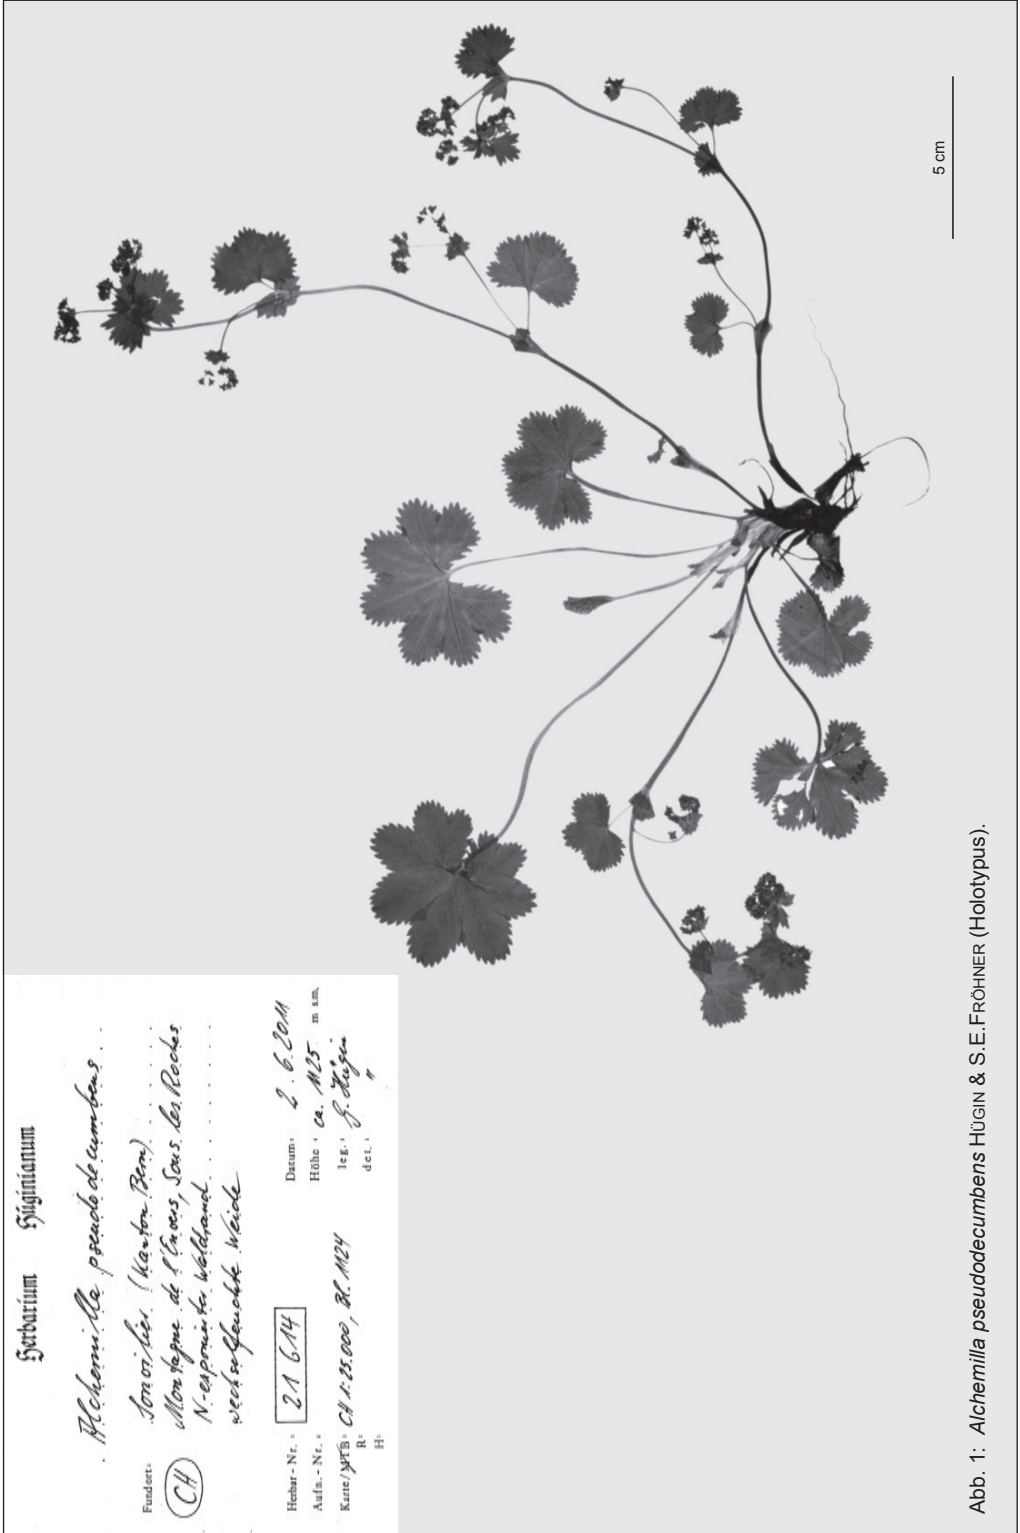 Herbarium Hüginianum
. Alchemilla pseudodecumbens . .
Fundort: Sonvilier (Kanton Bern) . . . . .
CH Montagne de l'Envers, Sous les Roches
N-exponierter Waldrand . . . . . . . .
wechselfeuchte Weide
Herbar-Nr.: 21 614 Datum: 2. 6. 2011
Aufn.-Nr.: Höhe: ca. 1125 m s.m.
Karte/MTB: CH 1:25.000, Bl. 1124 leg.: G. Hügin
R: det.: "
H:
5 cm
Abb. 1: Alchemilla pseudodecumbens HÜGIN & S.E.FRÖHNER (Holotypus).